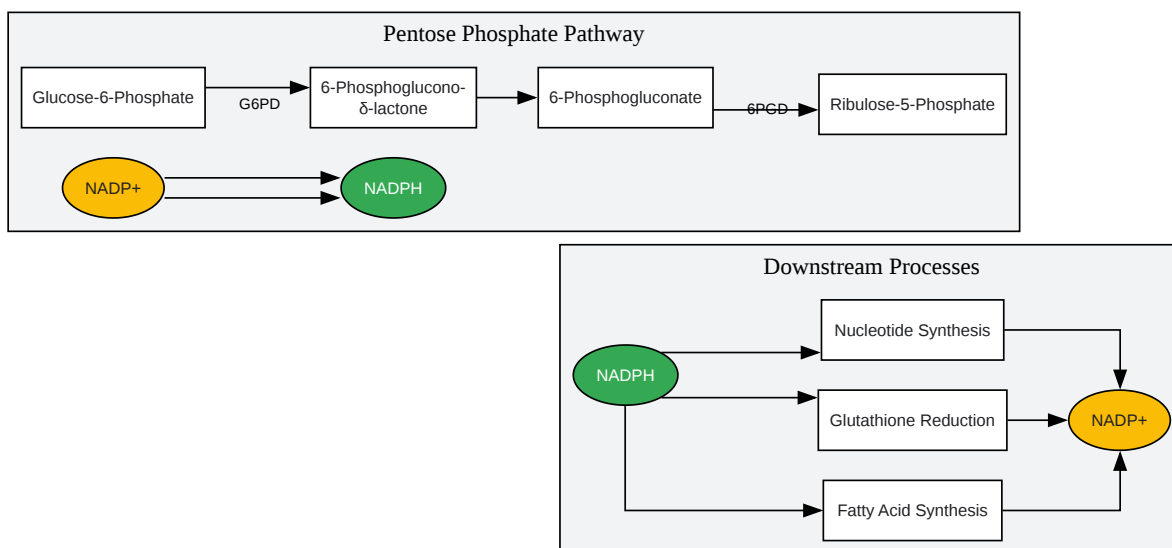 Pentose Phosphate Pathway
Glucose-6-Phosphate
G6PD
6-Phosphoglucono-
δ-lactone
6-Phosphogluconate
6PGD
Ribulose-5-Phosphate
NADP+
NADPH
Downstream Processes
NADPH
Nucleotide Synthesis
Glutathione Reduction
Fatty Acid Synthesis
NADP+